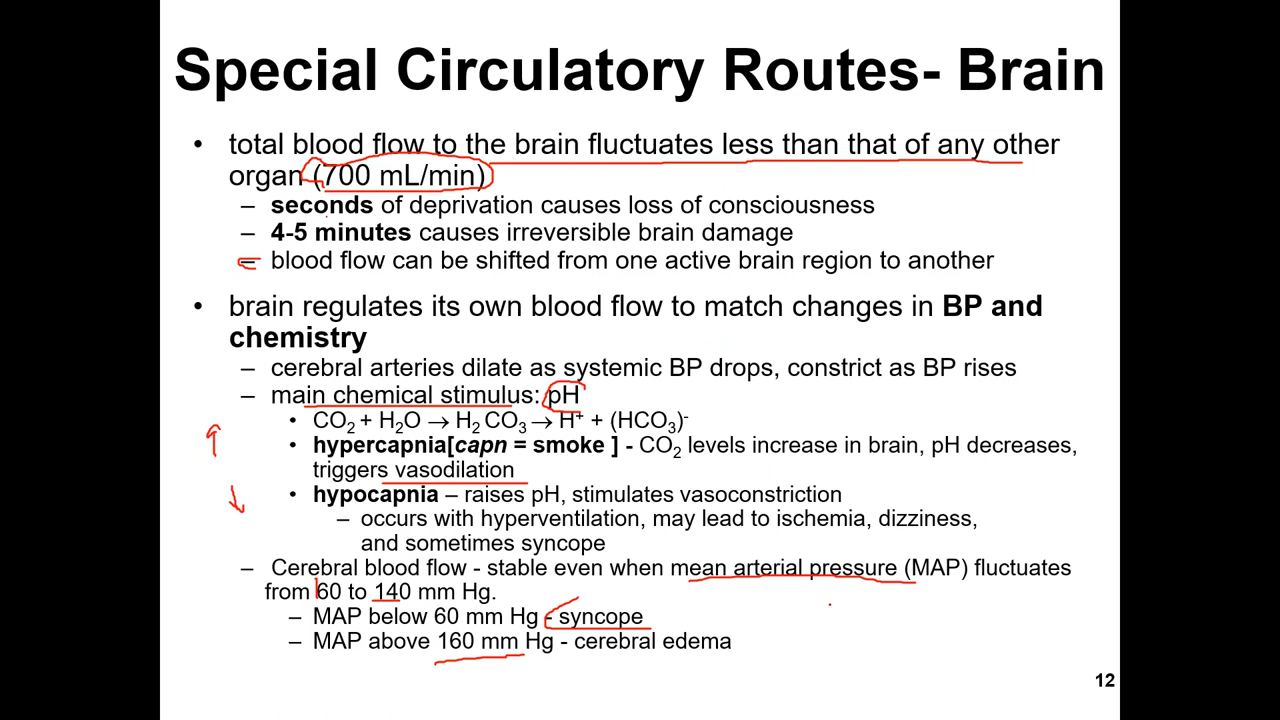 Special Circulatory Routes- Brain
• total blood flow to the brain fluctuates less than that of any other
organ (700 mL/min)
– seconds of deprivation causes loss of consciousness
– 4-5 minutes causes irreversible brain damage
– blood flow can be shifted from one active brain region to another
• brain regulates its own blood flow to match changes in BP and
chemistry
– cerebral arteries dilate as systemic BP drops, constrict as BP rises
– main chemical stimulus: pH
• CO₂ + H₂O → H₂ CO₃ → H⁺ + (HCO₃)⁻
• hypercapnia[capn = smoke ] - CO₂ levels increase in brain, pH decreases,
triggers vasodilation
• hypocapnia – raises pH, stimulates vasoconstriction
– occurs with hyperventilation, may lead to ischemia, dizziness,
and sometimes syncope
– Cerebral blood flow - stable even when mean arterial pressure (MAP) fluctuates
from 60 to 140 mm Hg.
– MAP below 60 mm Hg - syncope
– MAP above 160 mm Hg - cerebral edema
12